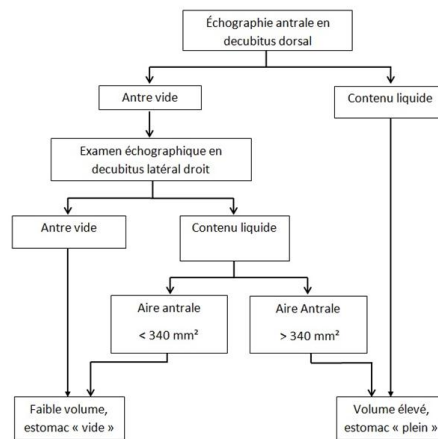 Échographie antrale en
decubitus dorsal
Antre vide
Contenu liquide
Examen échographique en
decubitus latéral droit
Antre vide
Contenu liquide
Aire antrale
< 340 mm²
Aire Antrale
> 340 mm²
Faible volume,
estomac « vide »
Volume élevé,
estomac « plein »